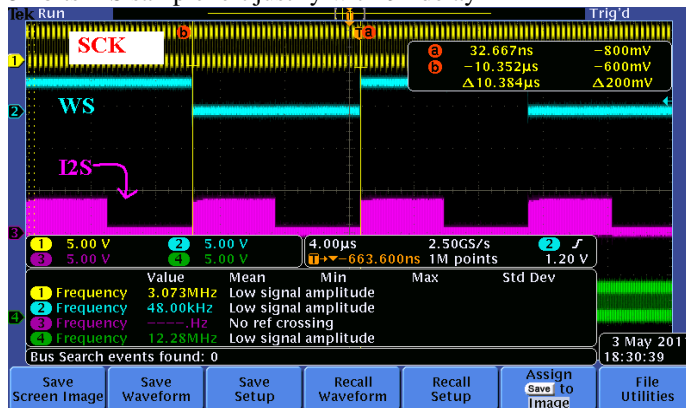 Tek Run
Trig'd
SCK
b
a
a 32.667ns −800mV
b −10.352µs −600mV
Δ10.384µs Δ200mV
1
WS
2
I2S
3
1 5.00 V 2 5.00 V 4.00µs 2.50GS/s 2
3 5.00 V 4 5.00 V T→▼−663.600ns 1M points 1.20 V
Value Mean Min Max Std Dev
1 Frequency 3.073MHz Low signal amplitude
2 Frequency 48.00kHz Low signal amplitude
3 Frequency ----.Hz No ref crossing
4 Frequency 12.28MHz Low signal amplitude
4
Bus Search events found: 0
3 May 201
18:30:39
Save Screen Image
Save Waveform
Save Setup
Recall Waveform
Recall Setup
Assign Save to Image
File Utilities